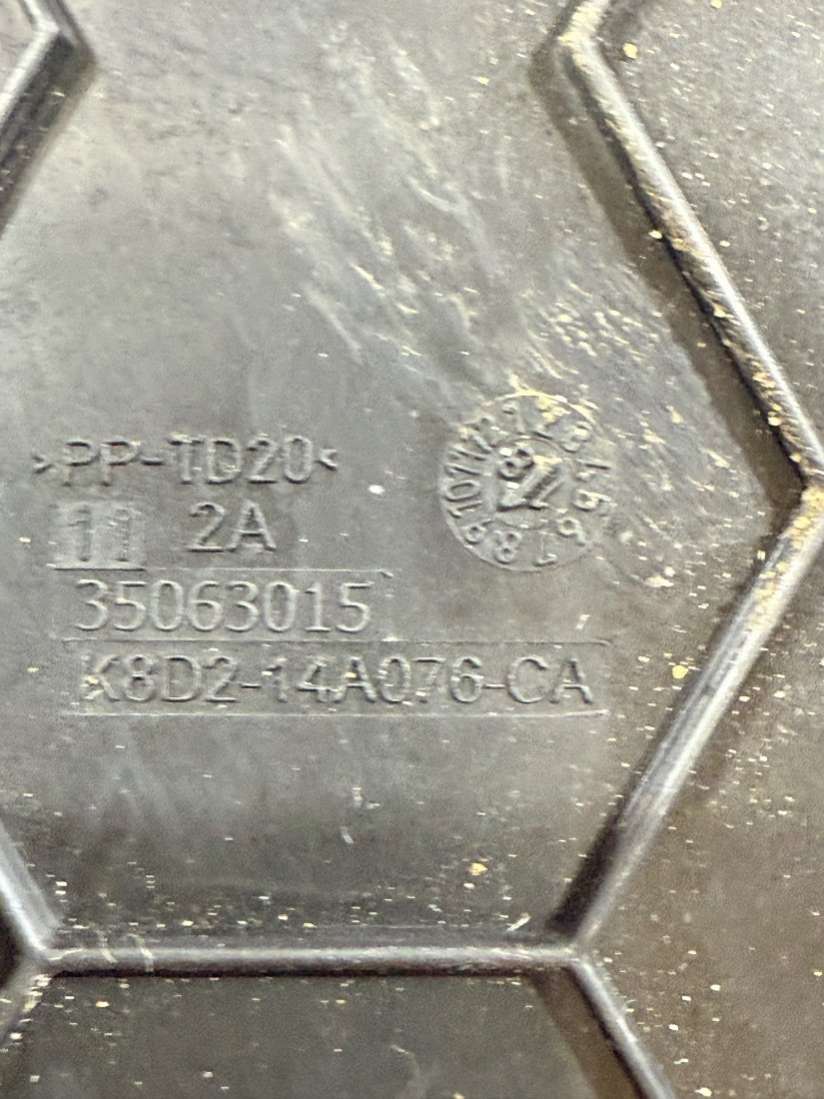 >PP-TD20<
11 2A
35063015
K8D2-14A076-CA